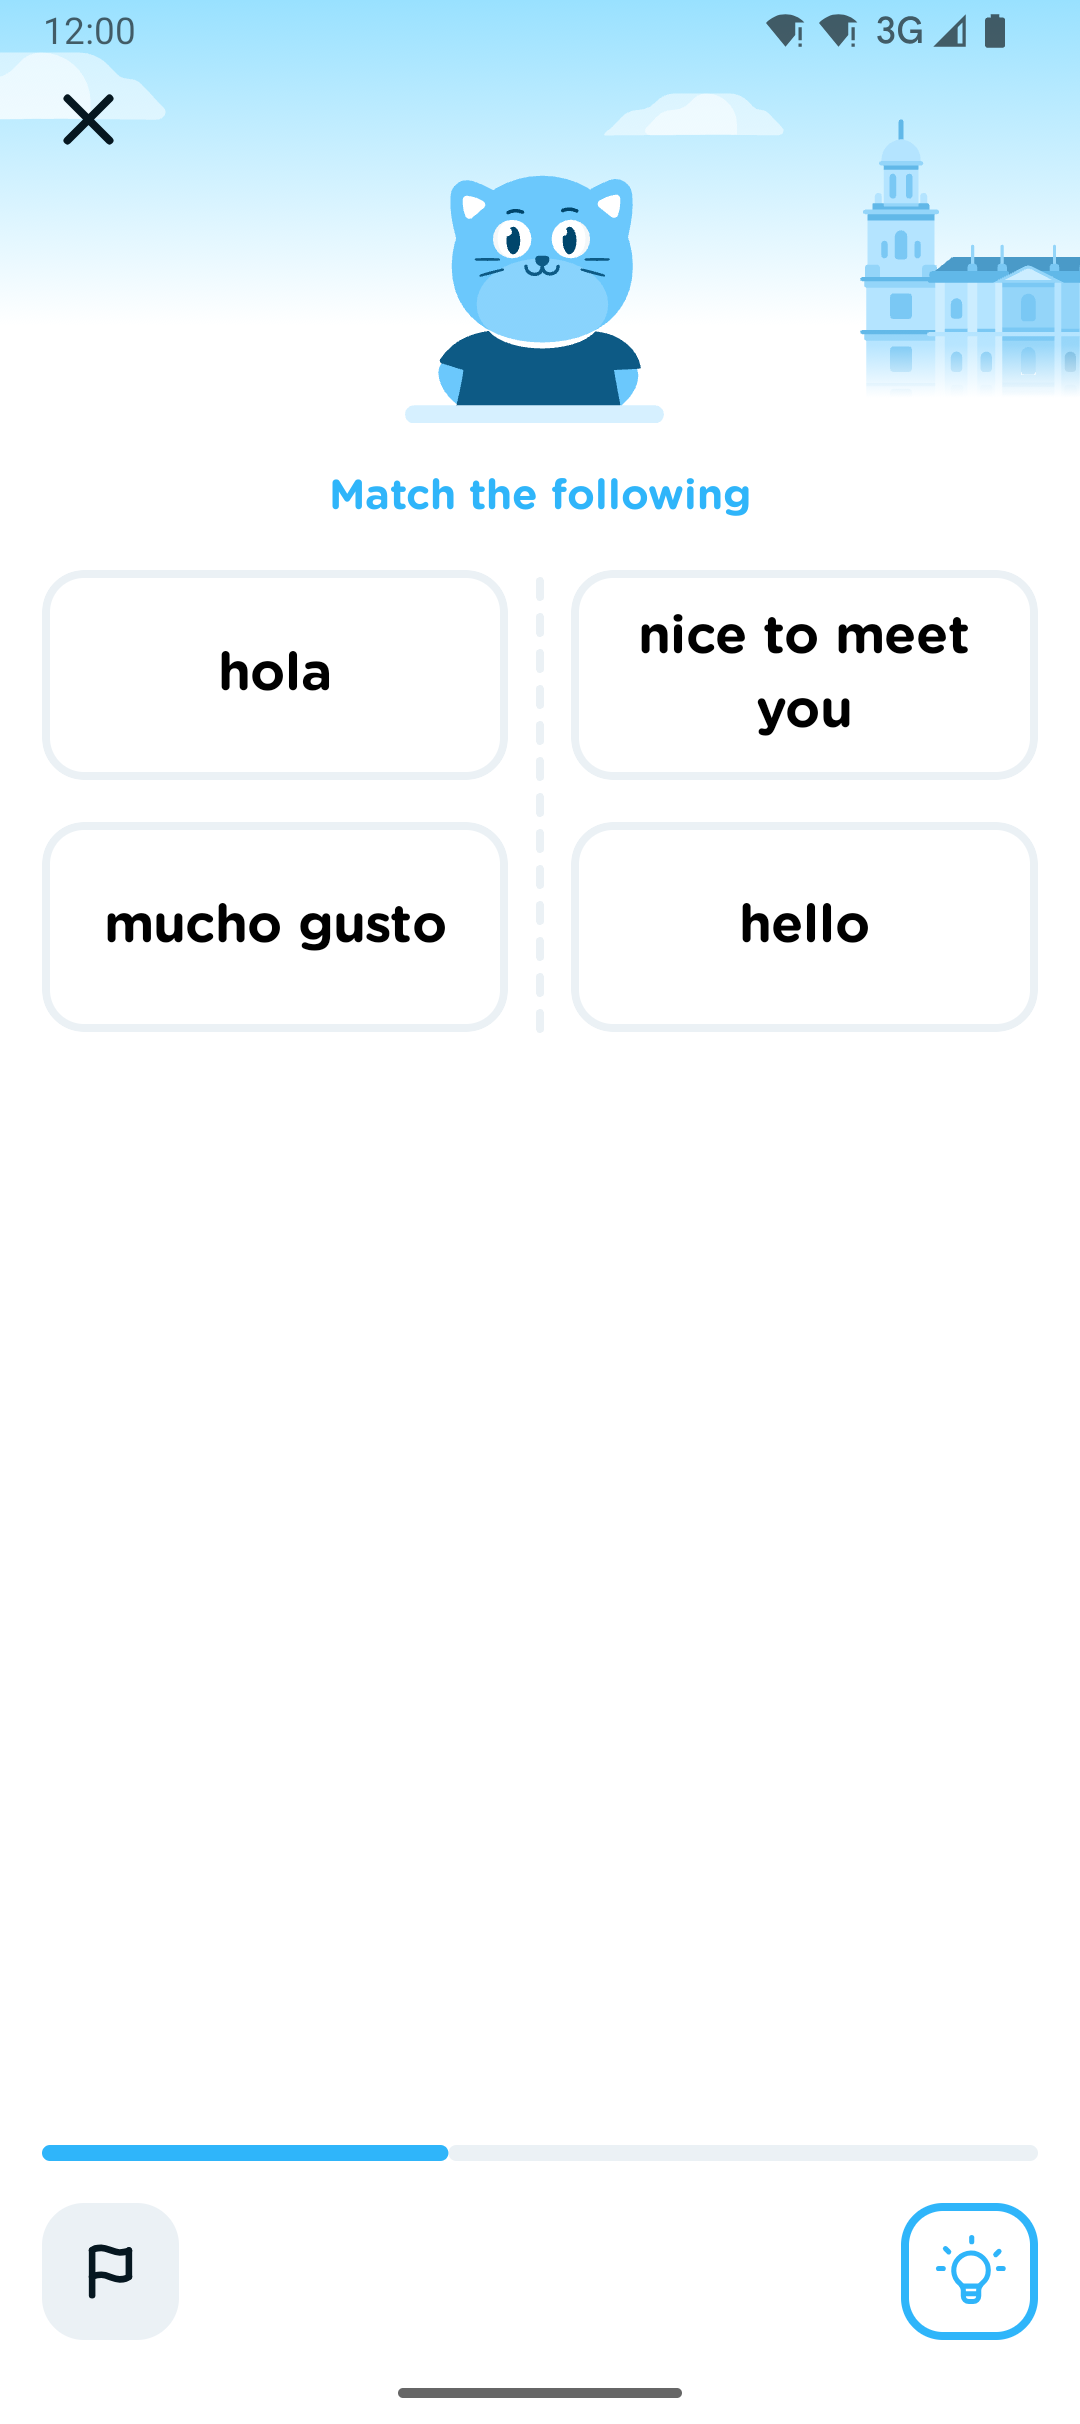 12:00
3G
Match the following
hola
nice to meet
you
mucho gusto
hello